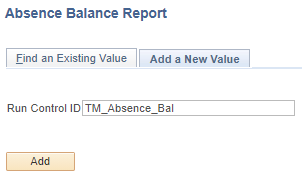 Absence Balance Report
Find an Existing Value
Add a New Value
Run Control ID TM_Absence_Bal
Add